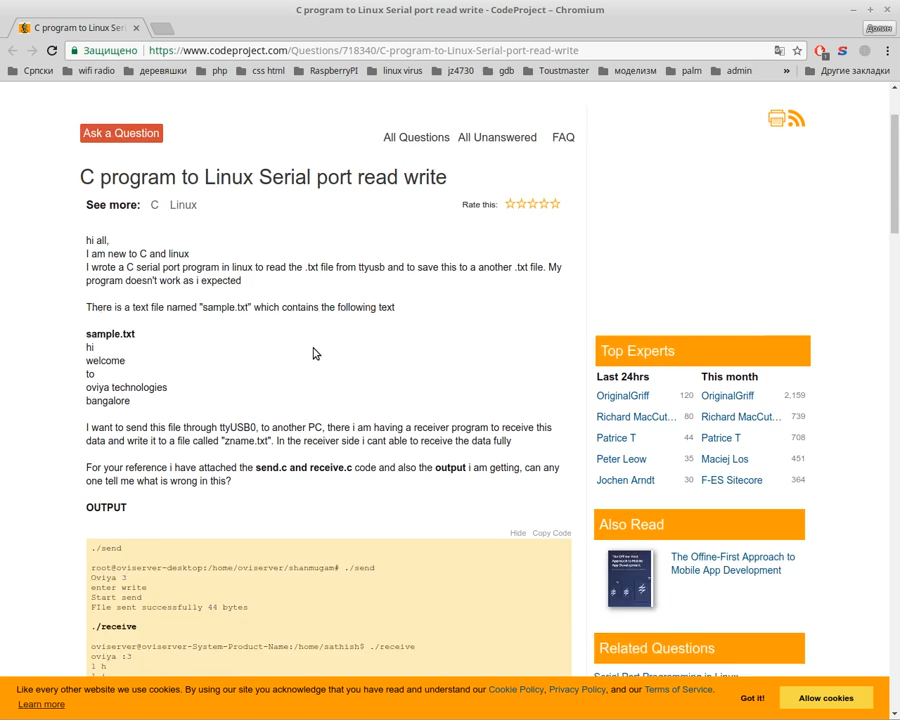 C program to Linux Serial port read write - CodeProject – Chromium
C program to Linux Seri
Долин
Защищено https://www.codeproject.com/Questions/718340/C-program-to-Linux-Serial-port-read-write
Српски wifi radio деревяшки php css html RaspberryPI linux virus jz4730 gdb Toustmaster моделизм palm admin » Другие закладки
Ask a Question
All Questions All Unanswered FAQ
C program to Linux Serial port read write
See more: C Linux
Rate this:
hi all,
I am new to C and linux
I wrote a C serial port program in linux to read the .txt file from ttyusb and to save this to a another .txt file. My
program doesn't work as i expected
There is a text file named "sample.txt" which contains the following text
sample.txt
hi
welcome
to
oviya technologies
bangalore
I want to send this file through ttyUSB0, to another PC, there i am having a receiver program to receive this
data and write it to a file called "zname.txt". In the receiver side i cant able to receive the data fully
For your reference i have attached the send.c and receive.c code and also the output i am getting, can any
one tell me what is wrong in this?
OUTPUT
Hide Copy Code
./send
root@oviserver-desktop:/home/oviserver/shanmugam# ./send
Oviya 3
enter write
Start send
FIle sent successfully 44 bytes
./receive
oviserver@oviserver-System-Product-Name:/home/sathish$ ./receive
oviya :3
1 h
Top Experts
Last 24hrs This month
OriginalGriff 120 OriginalGriff 2,159
Richard MacCut... 80 Richard MacCut... 739
Patrice T 44 Patrice T 708
Peter Leow 35 Maciej Los 451
Jochen Arndt 30 F-ES Sitecore 364
Also Read
The Offine-First Approach to
Mobile App Development
Related Questions
Like every other website we use cookies. By using our site you acknowledge that you have read and understand our Cookie Policy, Privacy Policy, and our Terms of Service.
Learn more
Got it!
Allow cookies